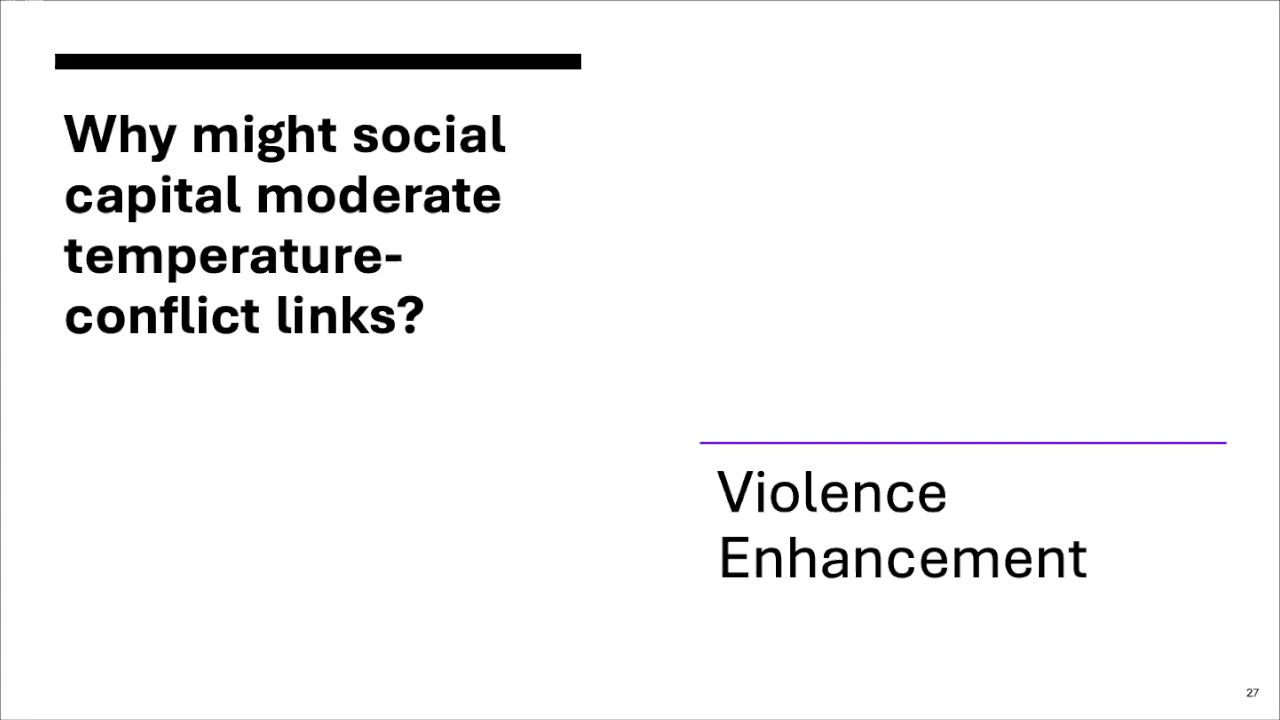 Why might social
capital moderate
temperature-
conflict links?
Violence
Enhancement
27